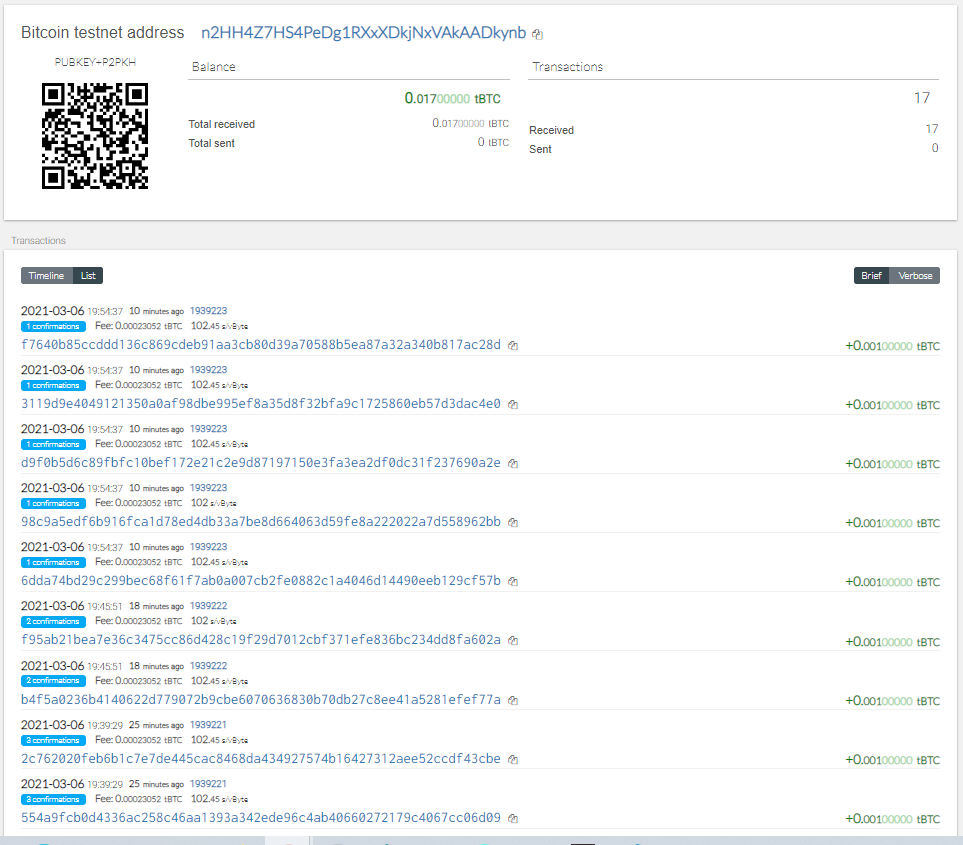 Bitcoin testnet address n2HH4Z7HS4PeDg1RXxXDkjNxVAkAADkynb
PUBKEY+P2PKH
Balance
0.01700000 tBTC
Total received 0.01700000 tBTC
Total sent 0 tBTC
Transactions
17
Received 17
Sent 0
Transactions
Timeline List Brief Verbose
2021-03-06 19:54:37 10 minutes ago 1939223
1 confirmations Fee: 0.00023052 tBTC 102.45 s/vByte
f7640b85ccddd136c869cdeb91aa3cb80d39a70588b5ea87a32a340b817ac28d +0.00100000 tBTC
2021-03-06 19:54:37 10 minutes ago 1939223
1 confirmations Fee: 0.00023052 tBTC 102.45 s/vByte
3119d9e4049121350a0af98dbe995ef8a35d8f32bfa9c1725860eb57d3dac4e0 +0.00100000 tBTC
2021-03-06 19:54:37 10 minutes ago 1939223
1 confirmations Fee: 0.00023052 tBTC 102.45 s/vByte
d9f0b5d6c89fbfc10bef172e21c2e9d87197150e3fa3ea2df0dc31f237690a2e +0.00100000 tBTC
2021-03-06 19:54:37 10 minutes ago 1939223
1 confirmations Fee: 0.00023052 tBTC 102 s/vByte
98c9a5edf6b916fca1d78ed4db33a7be8d664063d59fe8a222022a7d558962bb +0.00100000 tBTC
2021-03-06 19:54:37 10 minutes ago 1939223
1 confirmations Fee: 0.00023052 tBTC 102.45 s/vByte
6dda74bd29c299bec68f61f7ab0a007cb2fe0882c1a4046d14490eeb129cf57b +0.00100000 tBTC
2021-03-06 19:45:51 18 minutes ago 1939222
2 confirmations Fee: 0.00023052 tBTC 102 s/vByte
f95ab21bea7e36c3475cc86d428c19f29d7012cbf371efe836bc234dd8fa602a +0.00100000 tBTC
2021-03-06 19:45:51 18 minutes ago 1939222
2 confirmations Fee: 0.00023052 tBTC 102.45 s/vByte
b4f5a0236b4140622d779072b9cbe6070636830b70db27c8ee41a5281efef77a +0.00100000 tBTC
2021-03-06 19:39:29 25 minutes ago 1939221
3 confirmations Fee: 0.00023052 tBTC 102.45 s/vByte
2c762020feb6b1c7e7de445cac8468da434927574b16427312aee52ccdf43cbe +0.00100000 tBTC
2021-03-06 19:39:29 25 minutes ago 1939221
3 confirmations Fee: 0.00023052 tBTC 102.45 s/vByte
554a9fcb0d4336ac258c46aa1393a342ede96c4ab40660272179c4067cc06d09 +0.00100000 tBTC